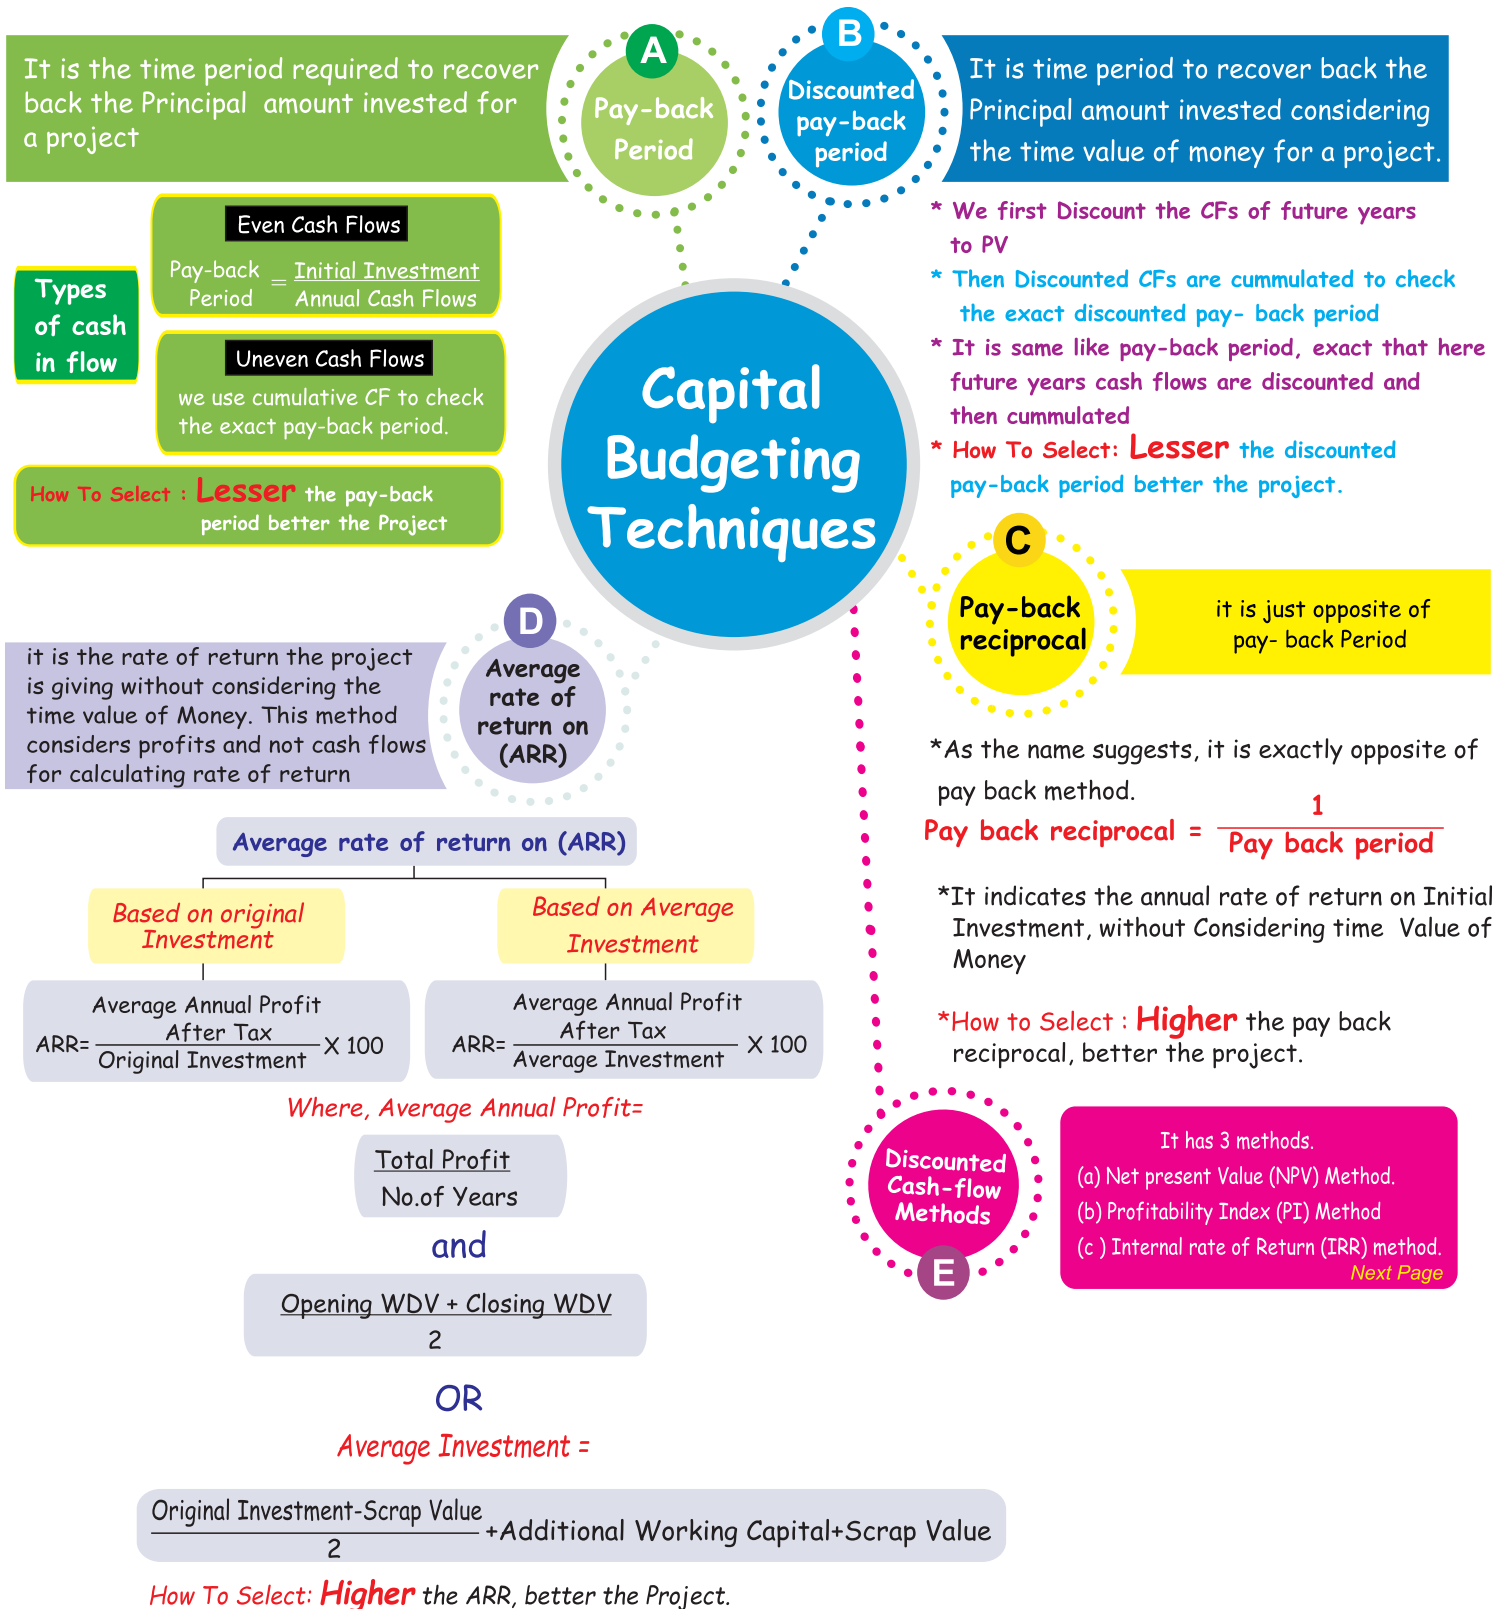 Capital
Budgeting
Techniques
A
Pay-back
Period
It is the time period required to recover
back the Principal amount invested for
a project
Types
of cash
in flow
Even Cash Flows
Pay-back
Period
=
Initial Investment
Annual Cash Flows
Uneven Cash Flows
we use cumulative CF to check
the exact pay-back period.
How To Select : Lesser the pay-back
period better the Project
B
Discounted
pay-back
period
It is time period to recover back the
Principal amount invested considering
the time value of money for a project.
* We first Discount the CFs of future years
to PV
* Then Discounted CFs are cummulated to check
the exact discounted pay- back period
* It is same like pay-back period, exact that here
future years cash flows are discounted and
then cummulated
* How To Select: Lesser the discounted
pay-back period better the project.
C
Pay-back
reciprocal
it is just opposite of
pay- back Period
*As the name suggests, it is exactly opposite of
pay back method.
Pay back reciprocal =
1
Pay back period
*It indicates the annual rate of return on Initial
Investment, without Considering time Value of
Money
*How to Select : Higher the pay back
reciprocal, better the project.
D
Average
rate of
return on
(ARR)
it is the rate of return the project
is giving without considering the
time value of Money. This method
considers profits and not cash flows
for calculating rate of return
Average rate of return on (ARR)
Based on original
Investment
Average Annual Profit
After Tax
ARR=
X 100
Original Investment
Based on Average
Investment
Average Annual Profit
After Tax
ARR=
X 100
Average Investment
Where, Average Annual Profit=
Total Profit
No.of Years
and
Opening WDV + Closing WDV
2
OR
Average Investment =
Original Investment-Scrap Value
2
+Additional Working Capital+Scrap Value
How To Select: Higher the ARR, better the Project.
Discounted
Cash-flow
Methods
E
It has 3 methods.
(a) Net present Value (NPV) Method.
(b) Profitability Index (PI) Method
(c ) Internal rate of Return (IRR) method.
Next Page